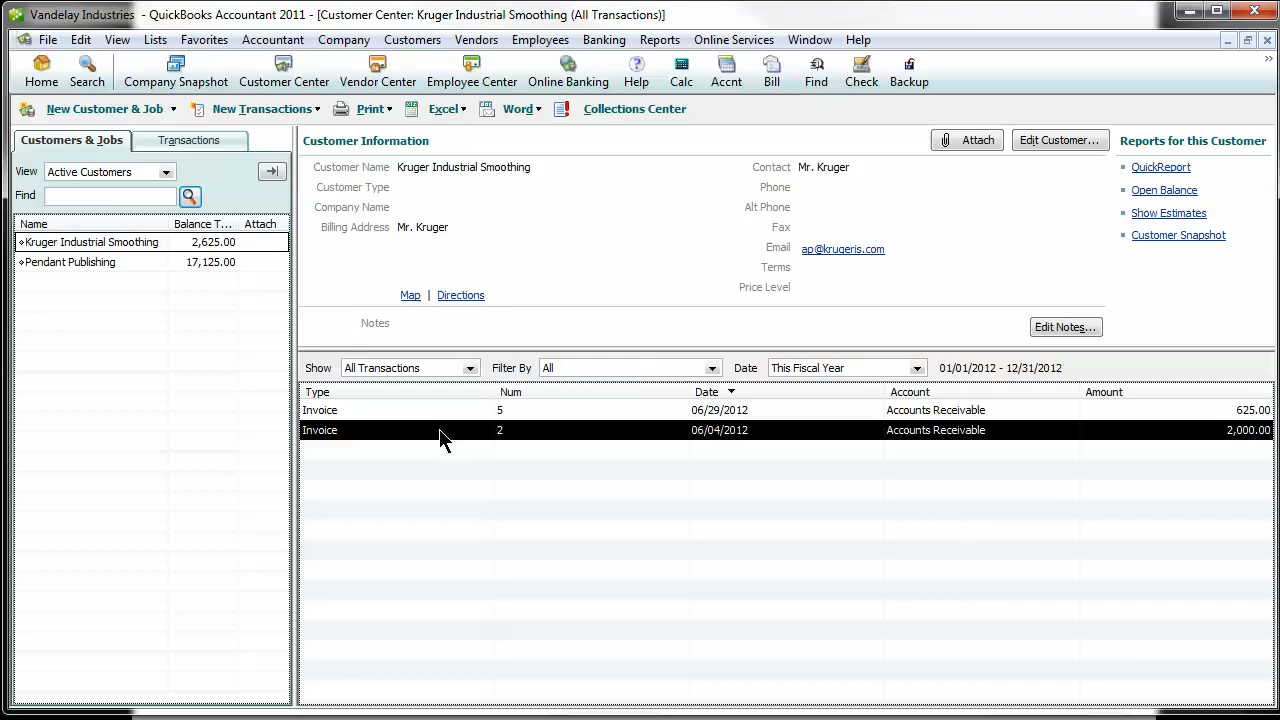 Vandelay Industries - QuickBooks Accountant 2011 - [Customer Center: Kruger Industrial Smoothing (All Transactions)]
File Edit View Lists Favorites Accountant Company Customers Vendors Employees Banking Reports Online Services Window Help
Home Search Company Snapshot Customer Center Vendor Center Employee Center Online Banking Help Calc Accnt Bill Find Check Backup
New Customer & Job New Transactions Print Excel Word Collections Center
Customers & Jobs Transactions
View Active Customers
Find
Name Balance T... Attach
Kruger Industrial Smoothing 2,625.00
Pendant Publishing 17,125.00
Customer Information Attach Edit Customer...
Customer Name Kruger Industrial Smoothing Contact Mr. Kruger
Customer Type Phone
Company Name Alt Phone
Billing Address Mr. Kruger Fax
Email ap@krugeris.com
Terms
Price Level
Map | Directions
Notes Edit Notes...
Reports for this Customer
QuickReport
Open Balance
Show Estimates
Customer Snapshot
Show All Transactions Filter By All Date This Fiscal Year 01/01/2012 - 12/31/2012
Type Num Date Account Amount
Invoice 5 06/29/2012 Accounts Receivable 625.00
Invoice 2 06/04/2012 Accounts Receivable 2,000.00